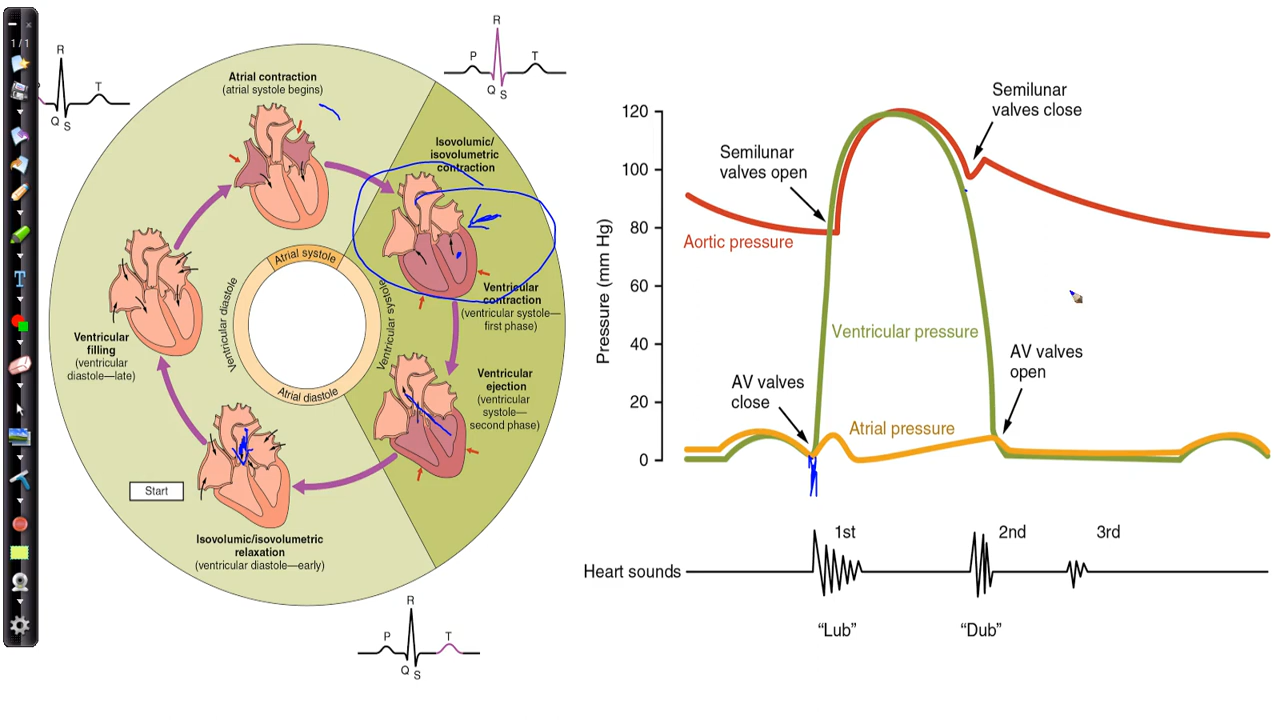 1/1
R
T
Q
S
R
P
T
Q
S
Atrial contraction
(atrial systole begins)
Isovolumic/
isovolumetric
contraction
Ventricular
contraction
(ventricular systole—
first phase)
Atrial systole
Ventricular diastole
Ventricular systole
Atrial diastole
Ventricular
filling
(ventricular
diastole—late)
Ventricular
ejection
(ventricular
systole—
second phase)
Start
Isovolumic/isovolumetric
relaxation
(ventricular diastole—early)
R
P
T
Q
S
Semilunar
valves close
Semilunar
valves open
Pressure (mm Hg)
120
100
80
60
40
20
0
Aortic pressure
Ventricular pressure
AV valves
open
AV valves
close
Atrial pressure
1st
2nd
3rd
Heart sounds
“Lub”
“Dub”